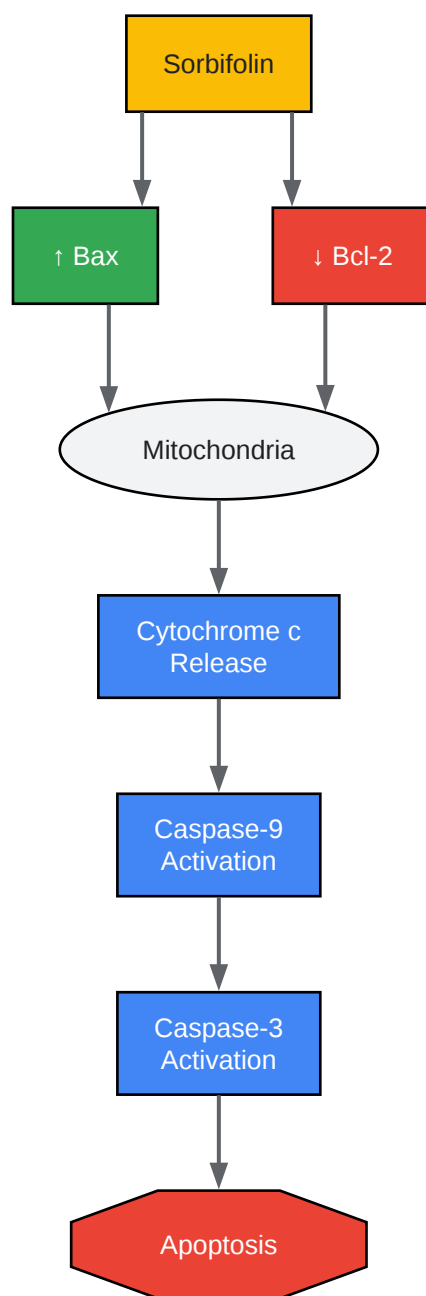 Sorbifolin
↑ Bax
↓ Bcl-2
Mitochondria
Cytochrome c
Release
Caspase-9
Activation
Caspase-3
Activation
Apoptosis